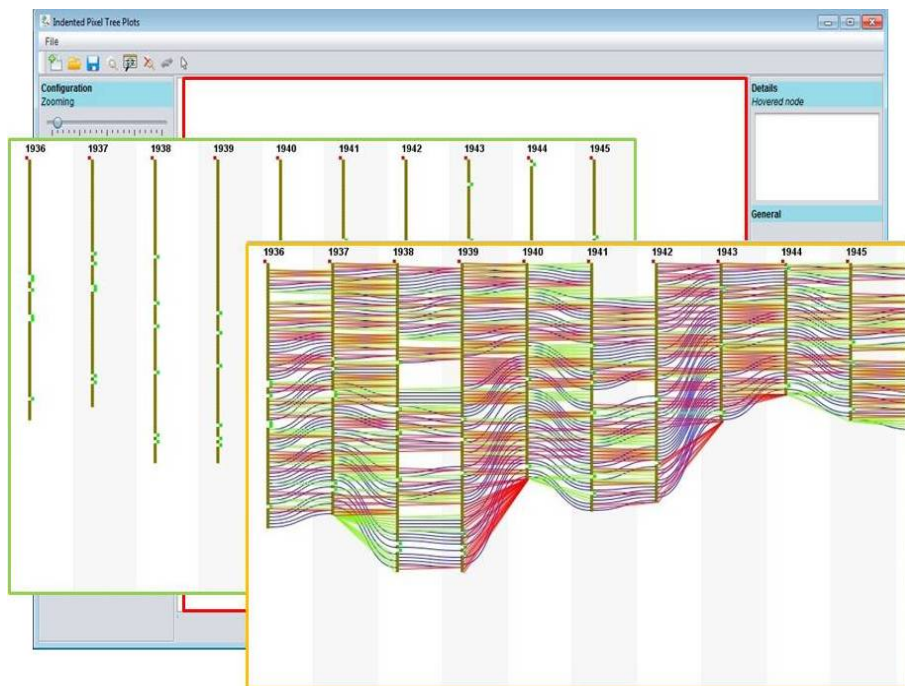 Indented Pixel Tree Plots
File
Configuration
Zooming
Details
Hovered node
General
1936 1937 1938 1939 1940 1941 1942 1943 1944 1945
1936 1937 1938 1939 1940 1941 1942 1943 1944 1945